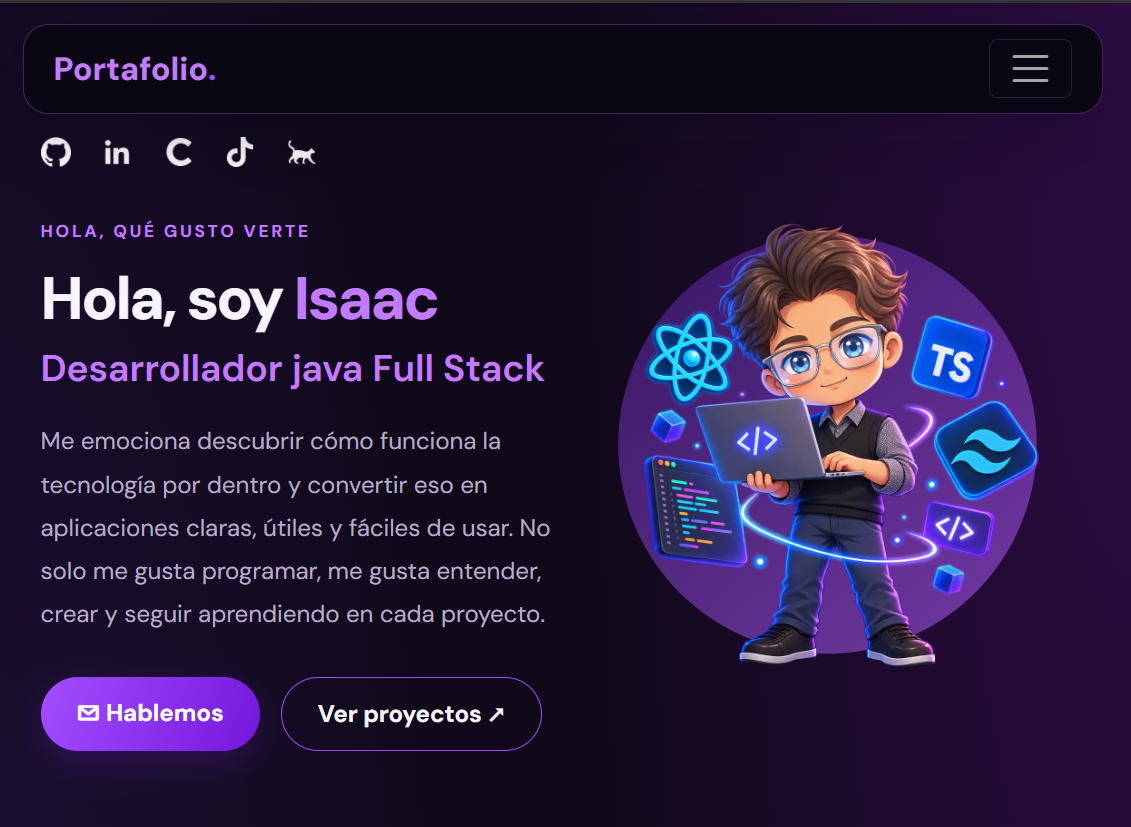 Portafolio.
in
HOLA, QUÉ GUSTO VERTE
Hola, soy Isaac
Desarrollador java Full Stack
Me emociona descubrir cómo funciona la
tecnología por dentro y convertir eso en
aplicaciones claras, útiles y fáciles de usar. No
solo me gusta programar, me gusta entender,
crear y seguir aprendiendo en cada proyecto.
Hablemos
Ver proyectos ↗
TS
</>
</>